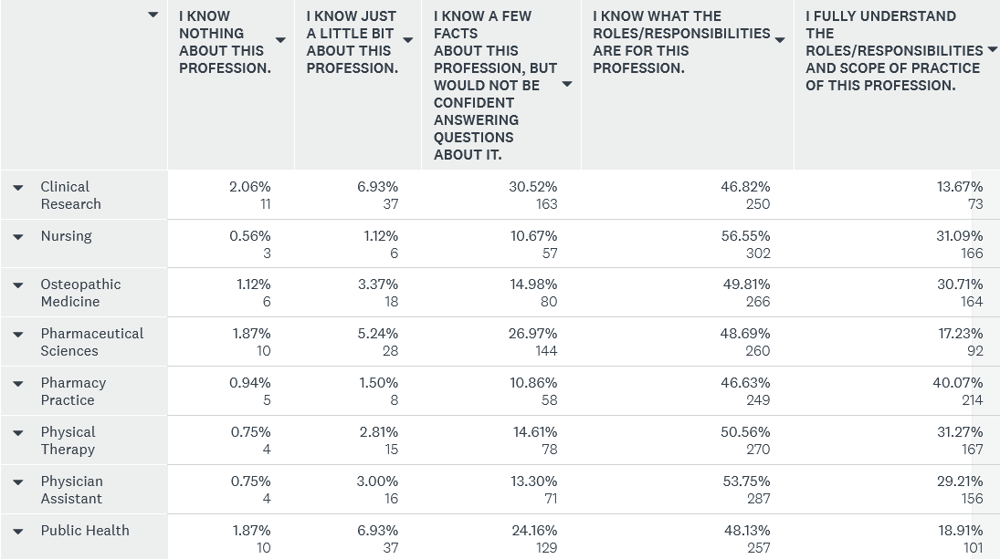 I KNOW
NOTHING
ABOUT THIS
PROFESSION.
I KNOW JUST
A LITTLE BIT
ABOUT THIS
PROFESSION.
I KNOW A FEW
FACTS
ABOUT THIS
PROFESSION, BUT
WOULD NOT BE
CONFIDENT
ANSWERING
QUESTIONS
ABOUT IT.
I KNOW WHAT THE
ROLES/RESPONSIBILITIES
ARE FOR THIS
PROFESSION.
I FULLY UNDERSTAND
THE
ROLES/RESPONSIBILITIES
AND SCOPE OF PRACTICE
OF THIS PROFESSION.
Clinical 2.06% 6.93% 30.52% 46.82% 13.67%
Research 11 37 163 250 73
Nursing 0.56% 1.12% 10.67% 56.55% 31.09%
3 6 57 302 166
Osteopathic 1.12% 3.37% 14.98% 49.81% 30.71%
Medicine 6 18 80 266 164
Pharmaceutical 1.87% 5.24% 26.97% 48.69% 17.23%
Sciences 10 28 144 260 92
Pharmacy 0.94% 1.50% 10.86% 46.63% 40.07%
Practice 5 8 58 249 214
Physical 0.75% 2.81% 14.61% 50.56% 31.27%
Therapy 4 15 78 270 167
Physician 0.75% 3.00% 13.30% 53.75% 29.21%
Assistant 4 16 71 287 156
Public Health 1.87% 6.93% 24.16% 48.13% 18.91%
10 37 129 257 101